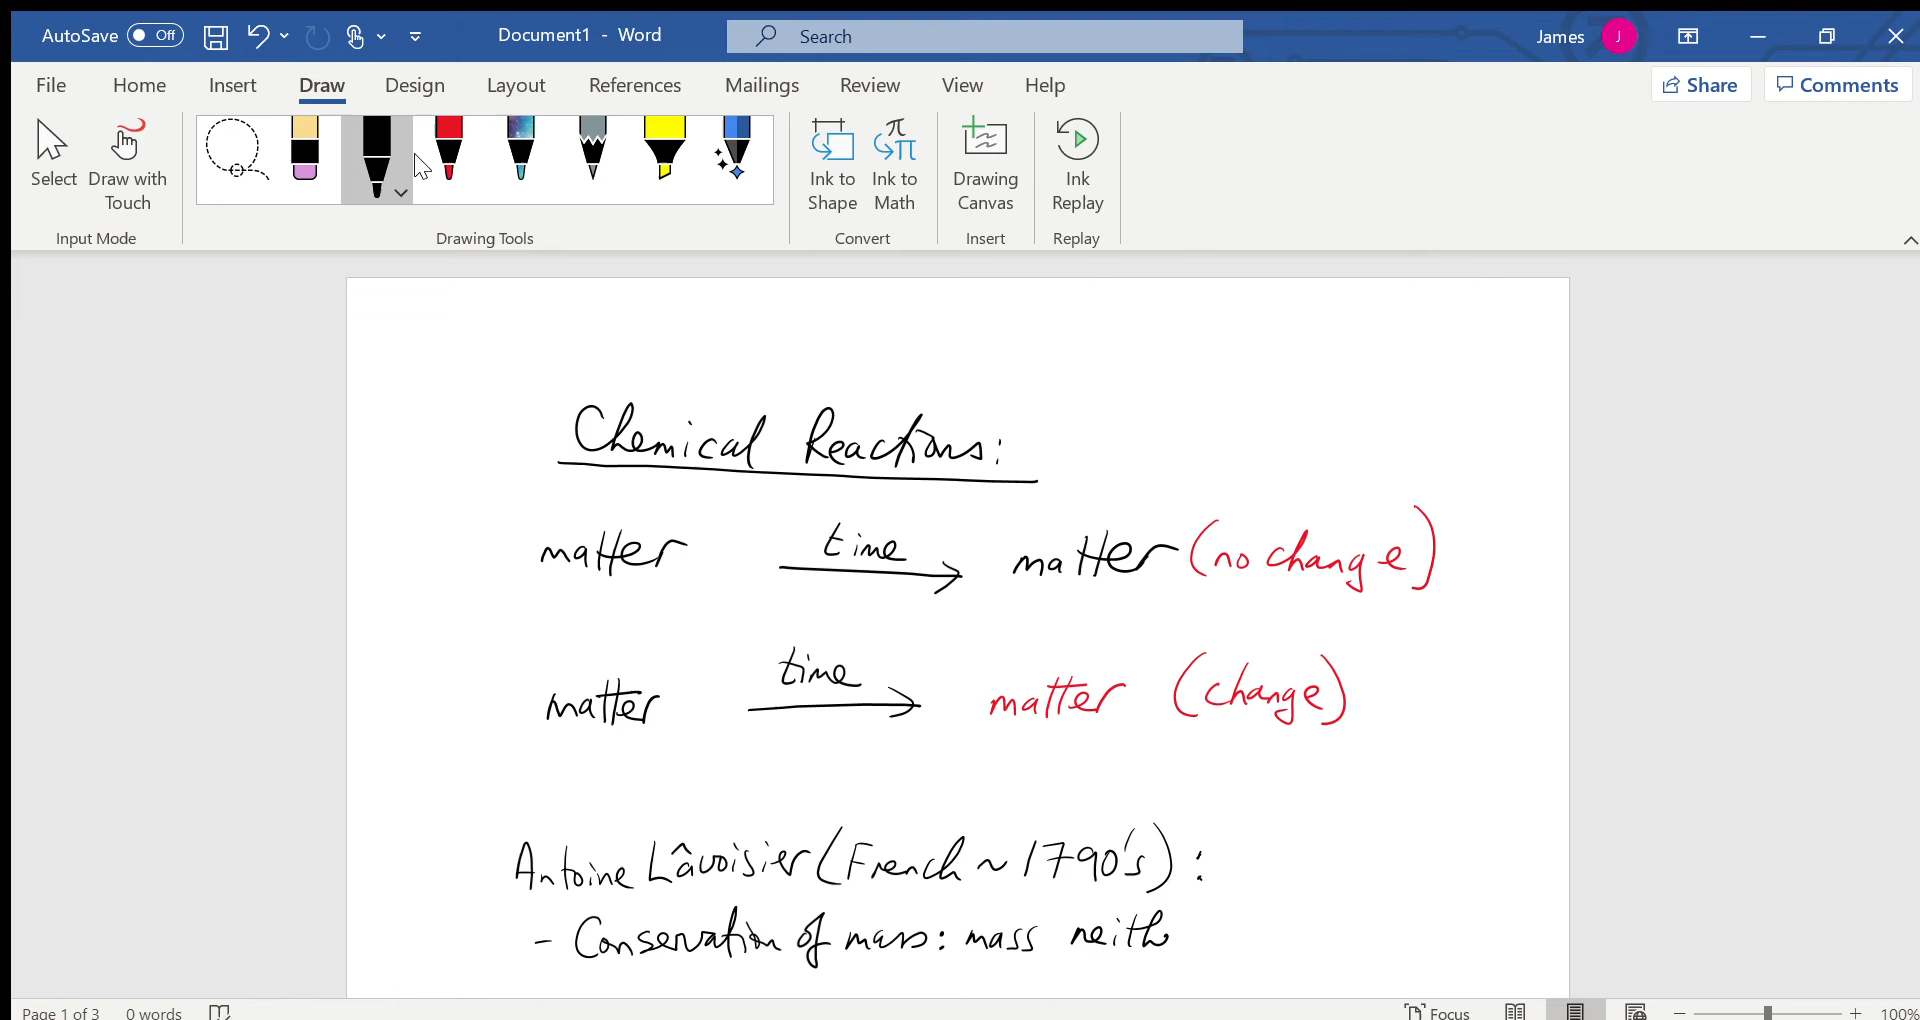 AutoSave Off Document1 - Word Search James J
File Home Insert Draw Design Layout References Mailings Review View Help Share Comments
Select Draw with Touch Ink to Shape Ink to Math Drawing Canvas Ink Replay
Input Mode Drawing Tools Convert Insert Replay
Chemical Reactions:
matter time matter (no change)
matter time matter (change)
Antoine Lâvoisier (French ~ 1790's) :
- Conservation of mass: mass neith
Page 1 of 3 0 words Focus 100%